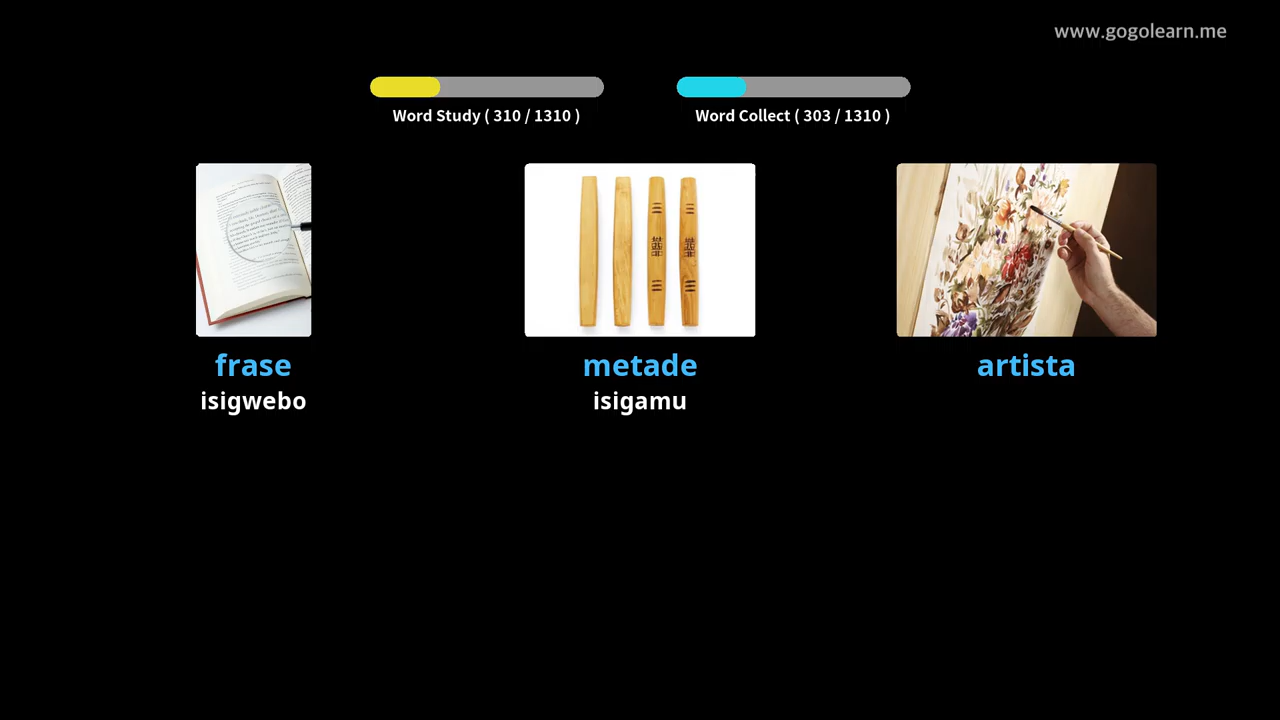 www.gogolearn.me
Word Study ( 310 / 1310 )
Word Collect ( 303 / 1310 )
frase
isigwebo
metade
isigamu
artista